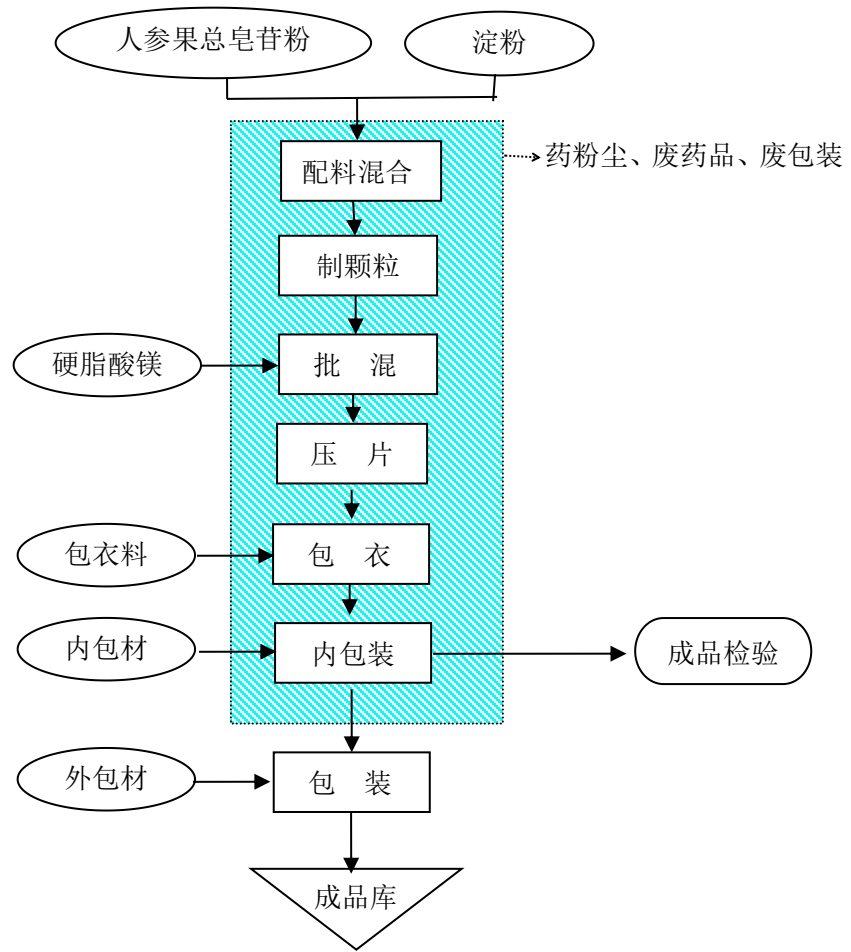 人参果总皂苷粉
淀粉
配料混合
药粉尘、废药品、废包装
制颗粒
硬脂酸镁
批 混
压 片
包衣料
包 衣
内包材
内包装
成品检验
外包材
包 装
成品库